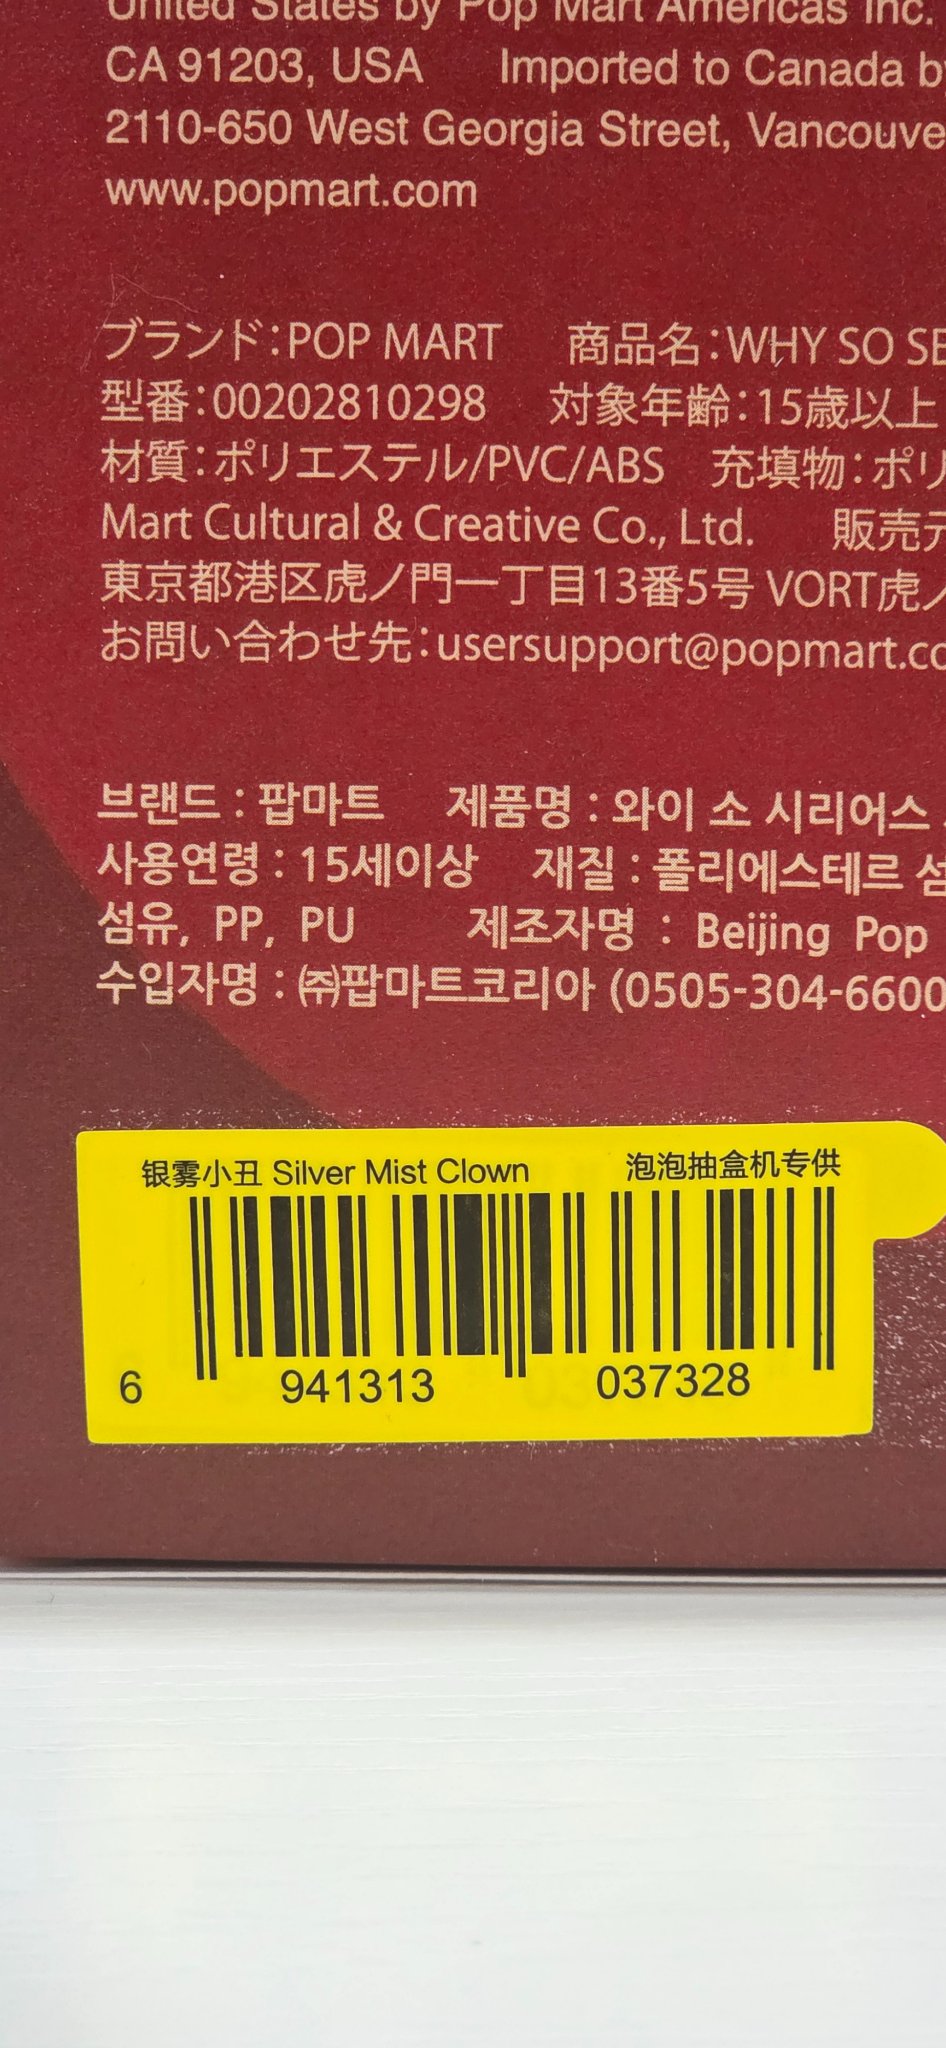 United States by Pop Mart Americas Inc.
CA 91203, USA Imported to Canada
2110-650 West Georgia Street,
www.popmart.com
ブランド：POP MART 商品名：WHY SO
型番：00202810298 対象年齢：15歳以上
材質：ポリエステル/PVC/ABS 充填物：
Mart Cultural & Creative Co., Ltd. 販売元
東京都港区虎ノ門一丁目13番5号 VORT虎ノ
お問い合わせ先：usersupport@popmart.co
브랜드 : 팝마트 제품명 : 와이 소 시리어스
사용연령 : 15세이상 재질 : 폴리에스테르 섬
섬유, PP, PU 제조자명 : Beijing Pop
수입자명 : ㈜팝마트코리아 (0505-304-6600
银雾小丑 Silver Mist Clown 泡泡抽盒机专供
6 941313 037328